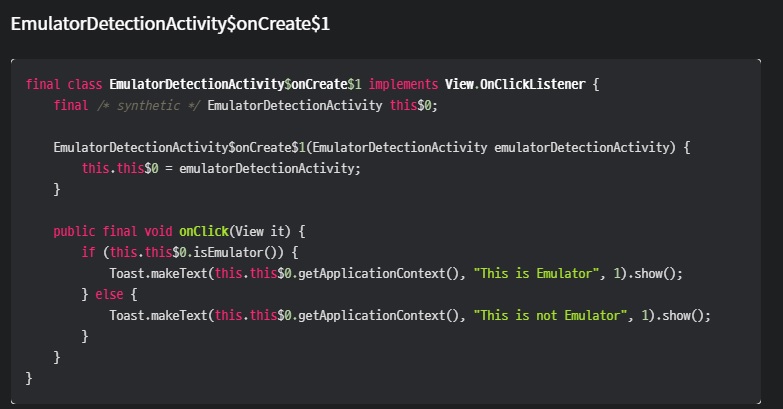 EmulatorDetectionActivity$onCreate$1
final class EmulatorDetectionActivity$onCreate$1 implements View.OnClickListener {
    final /* synthetic */ EmulatorDetectionActivity this$0;

    EmulatorDetectionActivity$onCreate$1(EmulatorDetectionActivity emulatorDetectionActivity) {
        this.this$0 = emulatorDetectionActivity;
    }

    public final void onClick(View it) {
        if (this.this$0.isEmulator()) {
            Toast.makeText(this.this$0.getApplicationContext(), "This is Emulator", 1).show();
        } else {
            Toast.makeText(this.this$0.getApplicationContext(), "This is not Emulator", 1).show();
        }
    }
}